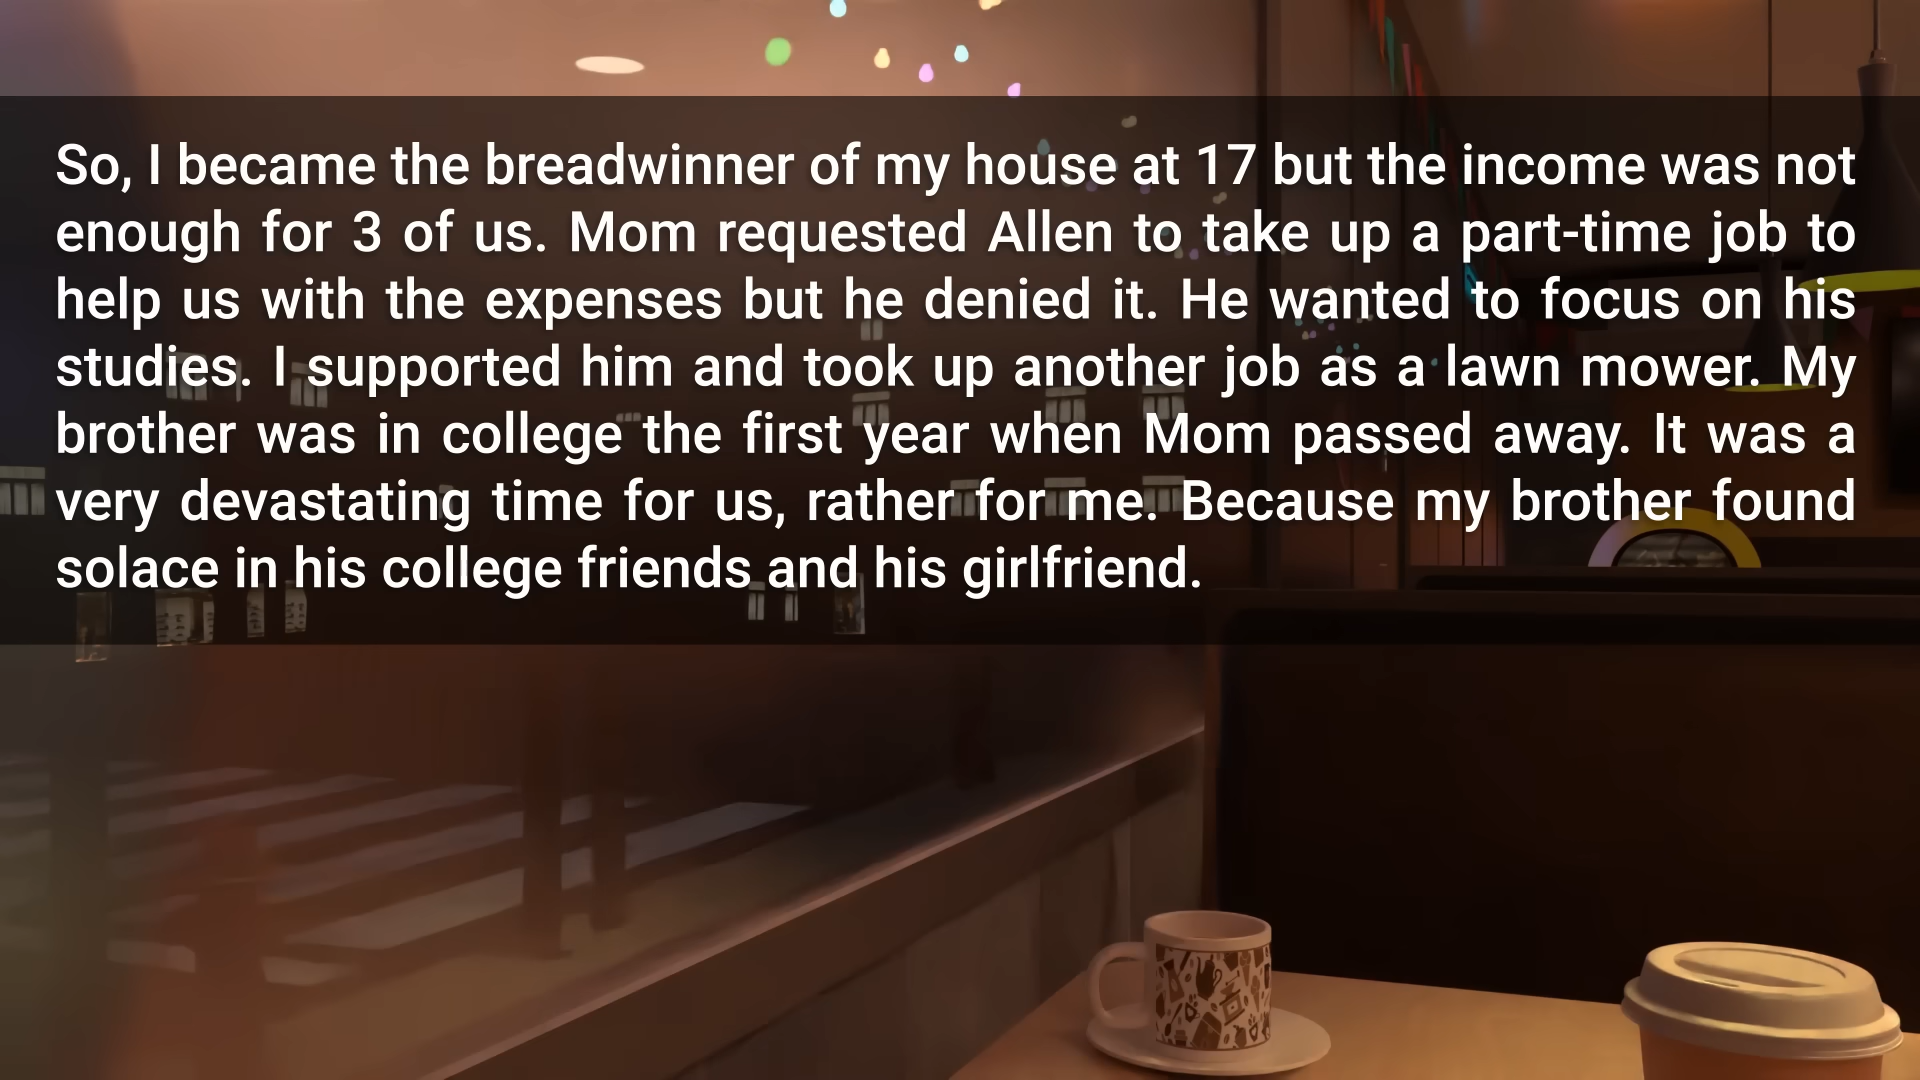 So, I became the breadwinner of my house at 17 but the income was not
enough for 3 of us. Mom requested Allen to take up a part-time job to
help us with the expenses but he denied it. He wanted to focus on his
studies. I supported him and took up another job as a lawn mower. My
brother was in college the first year when Mom passed away. It was a
very devastating time for us, rather for me. Because my brother found
solace in his college friends and his girlfriend.